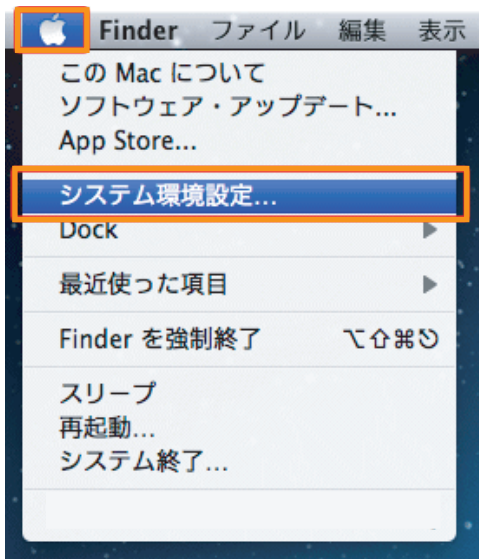 Finder ファイル 編集 表示
この Mac について
ソフトウェア・アップデート...
App Store...
システム環境設定...
Dock
最近使った項目
Finder を強制終了 ⌥⇧⌘⎋
スリープ
再起動...
システム終了...